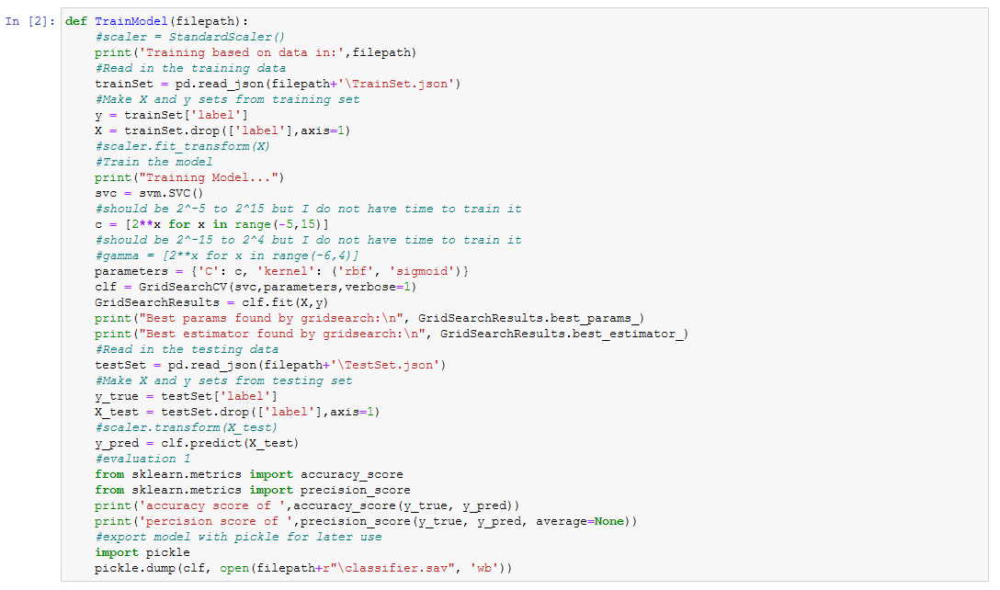 In [2]: def TrainModel(filepath):
    #scaler = StandardScaler()
    print('Training based on data in:',filepath)
    #Read in the training data
    trainSet = pd.read_json(filepath+'\TrainSet.json')
    #Make X and y sets from training set
    y = trainSet['label']
    X = trainSet.drop(['label'],axis=1)
    #scaler.fit_transform(X)
    #Train the model
    print("Training Model...")
    svc = svm.SVC()
    #should be 2^-5 to 2^15 but I do not have time to train it
    c = [2**x for x in range(-5,15)]
    #should be 2^-15 to 2^4 but I do not have time to train it
    #gamma = [2**x for x in range(-6,4)]
    parameters = {'C': c, 'kernel': ('rbf', 'sigmoid')}
    clf = GridSearchCV(svc,parameters,verbose=1)
    GridSearchResults = clf.fit(X,y)
    print("Best params found by gridsearch:\n", GridSearchResults.best_params_)
    print("Best estimator found by gridsearch:\n", GridSearchResults.best_estimator_)
    #Read in the testing data
    testSet = pd.read_json(filepath+'\TestSet.json')
    #Make X and y sets from testing set
    y_true = testSet['label']
    X_test = testSet.drop(['label'],axis=1)
    #scaler.transform(X_test)
    y_pred = clf.predict(X_test)
    #evaluation 1
    from sklearn.metrics import accuracy_score
    from sklearn.metrics import precision_score
    print('accuracy score of ',accuracy_score(y_true, y_pred))
    print('percision score of ',precision_score(y_true, y_pred, average=None))
    #export model with pickle for later use
    import pickle
    pickle.dump(clf, open(filepath+r"\classifier.sav", 'wb'))